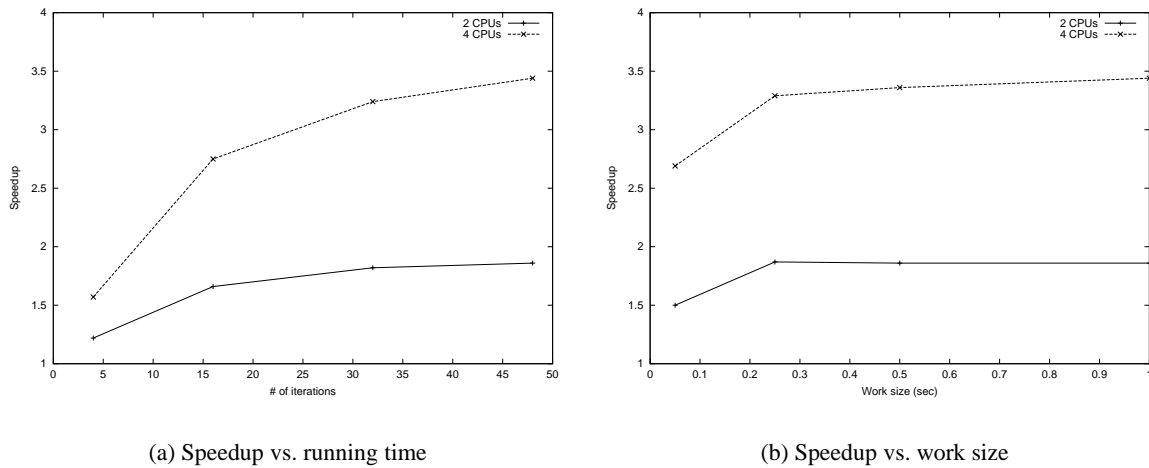 4
3.5
3
2.5
2
1.5
1
Speedup
2 CPUs
4 CPUs
0 5 10 15 20 25 30 35 40 45 50
# of iterations
(a) Speedup vs. running time
4
3.5
3
2.5
2
1.5
1
Speedup
2 CPUs
4 CPUs
0 0.1 0.2 0.3 0.4 0.5 0.6 0.7 0.8 0.9 1
Work size (sec)
(b) Speedup vs. work size